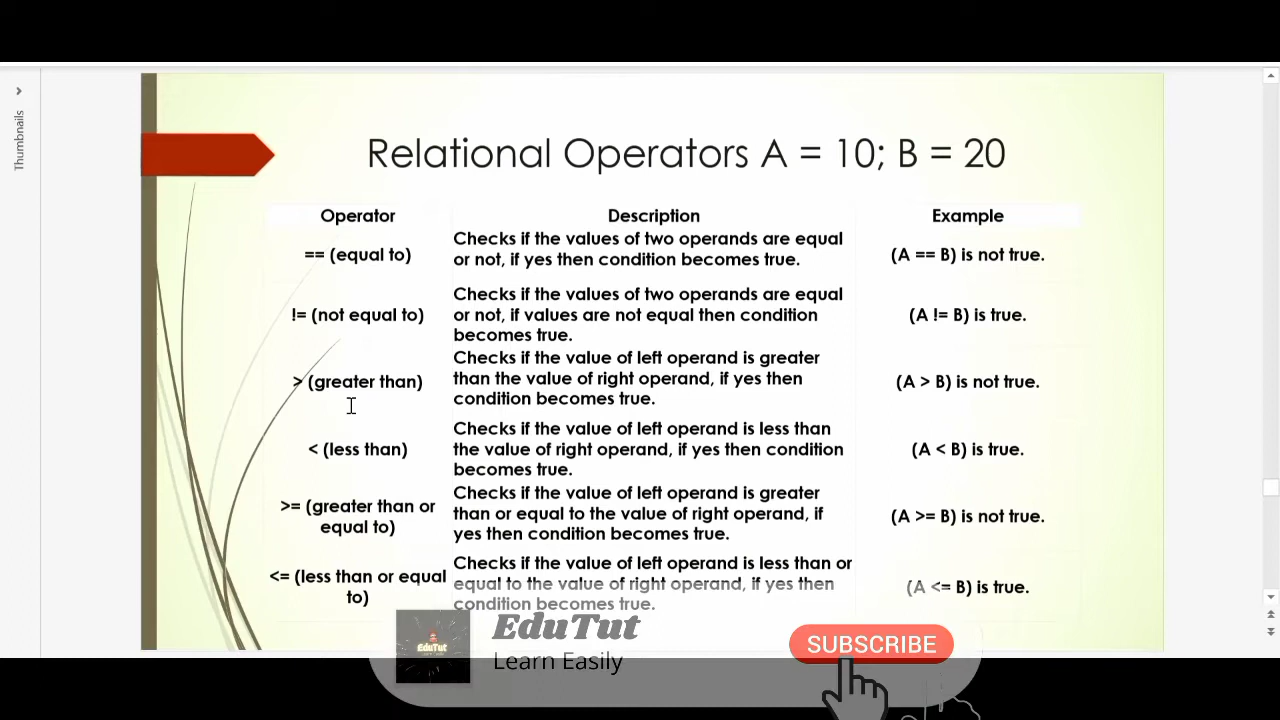 Thumbnails
Relational Operators A = 10; B = 20
Operator
Description
Example
== (equal to)
Checks if the values of two operands are equal
or not, if yes then condition becomes true.
(A == B) is not true.
!= (not equal to)
Checks if the values of two operands are equal
or not, if values are not equal then condition
becomes true.
(A != B) is true.
> (greater than)
Checks if the value of left operand is greater
than the value of right operand, if yes then
condition becomes true.
(A > B) is not true.
< (less than)
Checks if the value of left operand is less than
the value of right operand, if yes then condition
becomes true.
(A < B) is true.
>= (greater than or
equal to)
Checks if the value of left operand is greater
than or equal to the value of right operand, if
yes then condition becomes true.
(A >= B) is not true.
<= (less than or equal
to)
Checks if the value of left operand is less than or
equal to the value of right operand, if yes then
condition becomes true.
(A <= B) is true.
EduTut
EduTut
Learn Easily
SUBSCRIBE